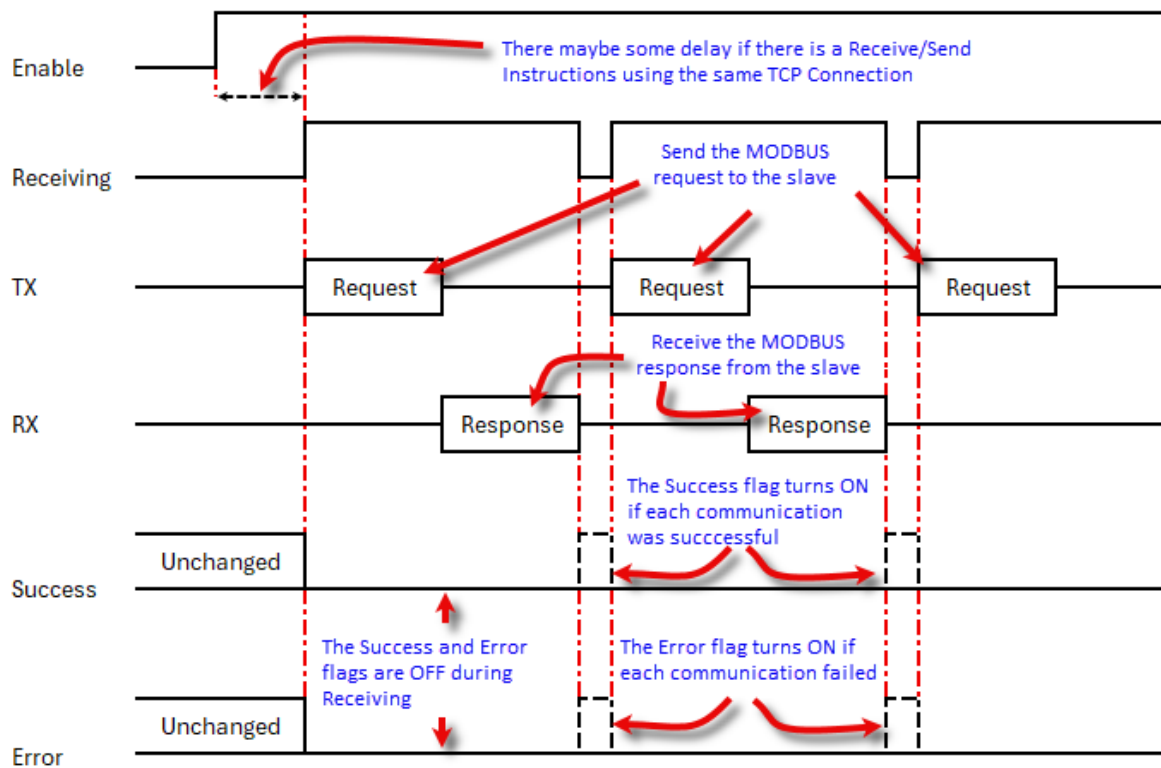 There maybe some delay if there is a Receive/Send
Instructions using the same TCP Connection
Enable
Send the MODBUS
request to the slave
Receiving
TX
Request
Request
Request
Receive the MODBUS
response from the slave
RX
Response
Response
The Success flag turns ON
if each communication
was succcessful
Unchanged
Success
The Success and Error
flags are OFF during
Receiving
The Error flag turns ON if
each communication failed
Unchanged
Error